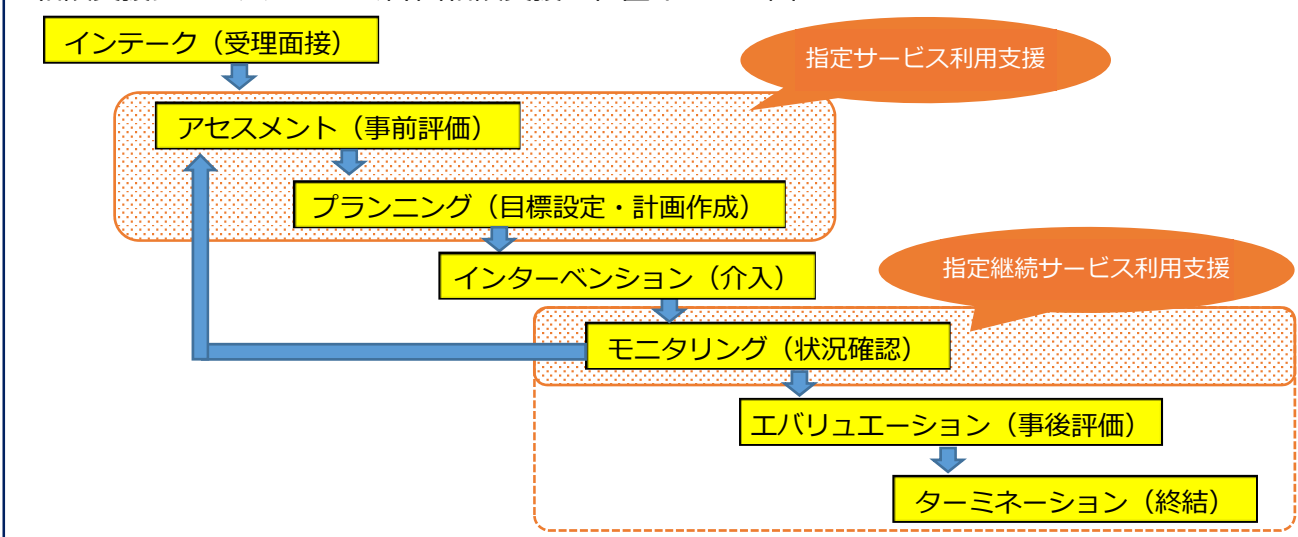 インテーク（受理面接）
指定サービス利用支援
アセスメント（事前評価）
プランニング（目標設定・計画作成）
インターベンション（介入）
指定継続サービス利用支援
モニタリング（状況確認）
エバリュエーション（事後評価）
ターミネーション（終結）